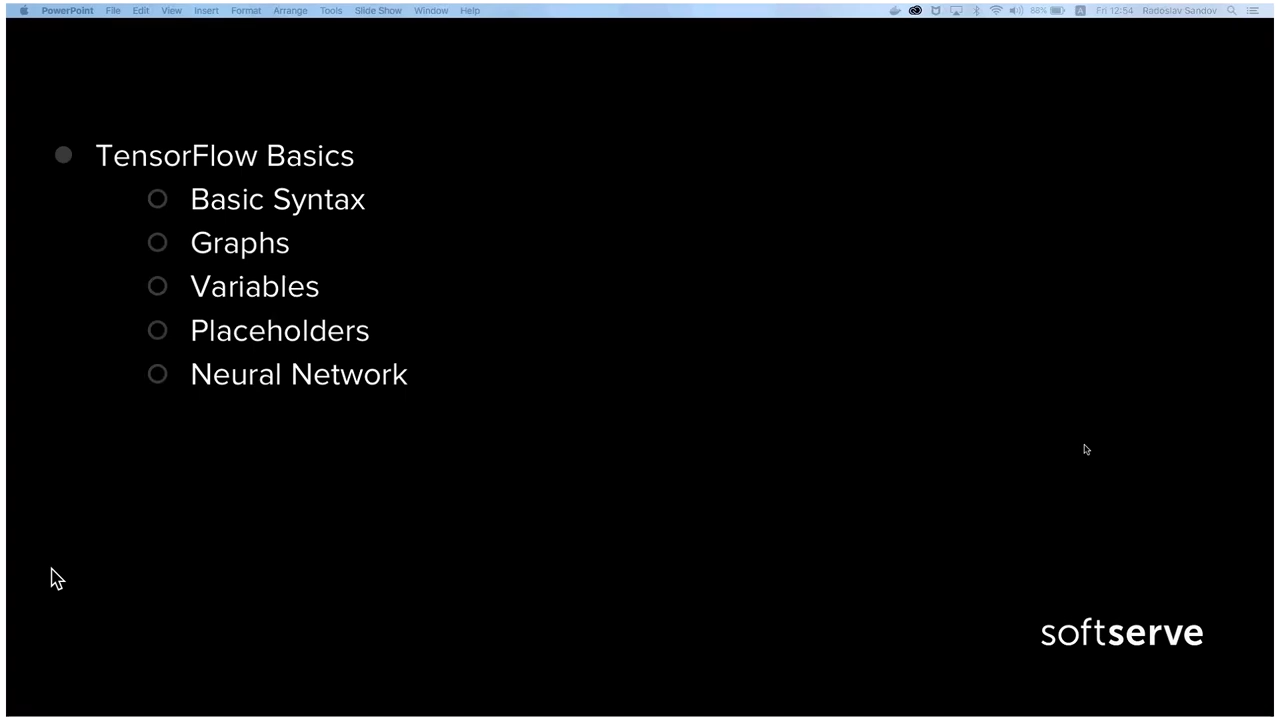 PowerPoint File Edit View Insert Format Arrange Tools Slide Show Window Help 88% A Fri 12:54 Radoslav Sandov
TensorFlow Basics
Basic Syntax
Graphs
Variables
Placeholders
Neural Network
softserve